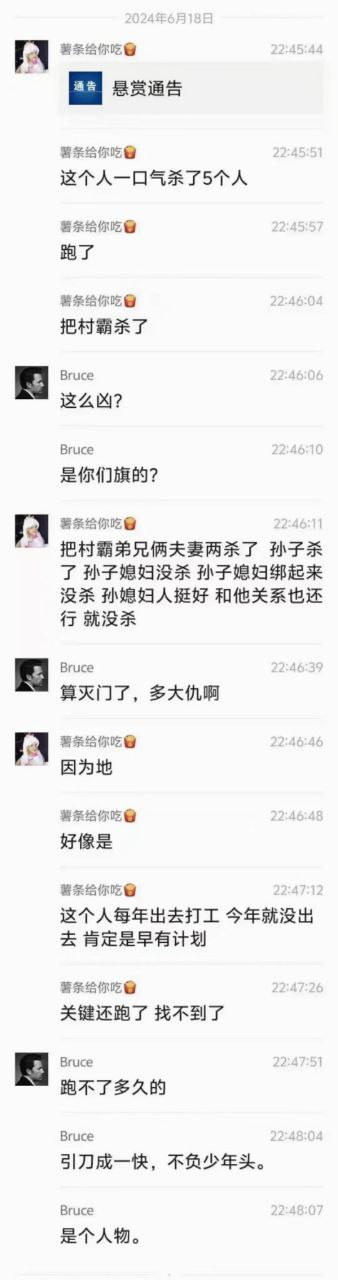 2024年6月18日
薯条给你吃🍟 22:45:44
通告 悬赏通告
薯条给你吃🍟 22:45:51
这个人一口气杀了5个人
薯条给你吃🍟 22:45:57
跑了
薯条给你吃🍟 22:46:04
把村霸杀了
Bruce 22:46:06
这么凶?
Bruce 22:46:10
是你们旗的?
薯条给你吃🍟 22:46:11
把村霸弟兄俩夫妻两杀了 孙子杀
了 孙子媳妇没杀 孙子媳妇绑起来
没杀 孙媳妇人挺好 和他关系也还
行 就没杀
Bruce 22:46:39
算灭门了，多大仇啊
薯条给你吃🍟 22:46:46
因为地
薯条给你吃🍟 22:46:48
好像是
薯条给你吃🍟 22:47:12
这个人每年出去打工 今年就没出
去 肯定是早有计划
薯条给你吃🍟 22:47:26
关键还跑了 找不到了
Bruce 22:47:51
跑不了多久的
Bruce 22:48:04
引刀成一快，不负少年头。
Bruce 22:48:07
是个人物。